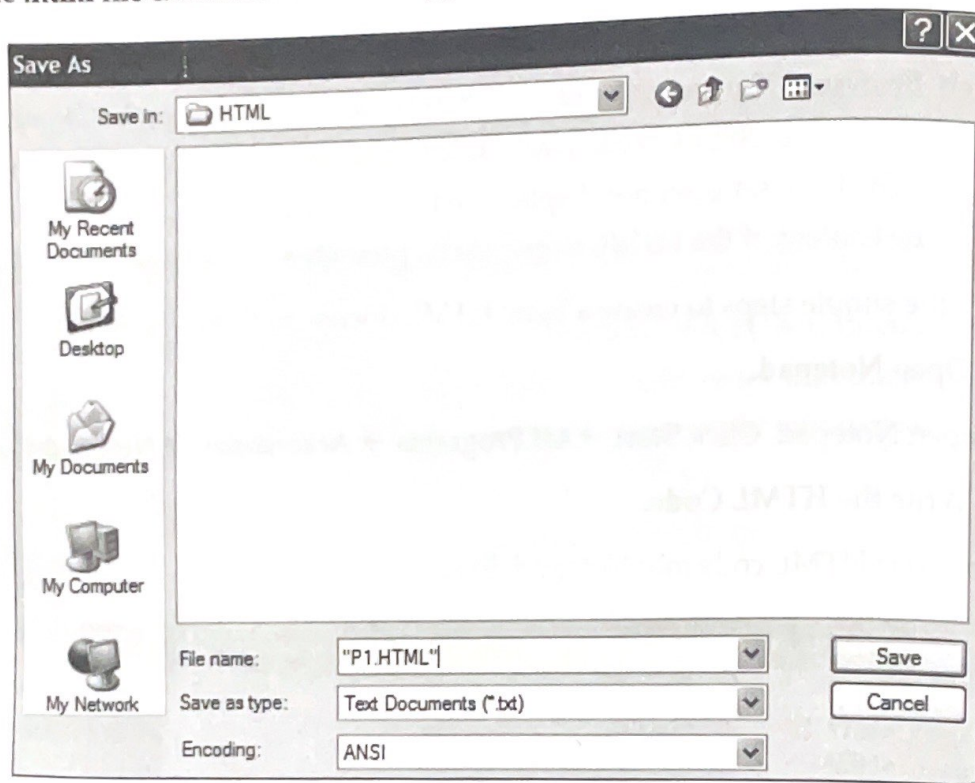 Save As
Save in: HTML
My Recent
Documents
Desktop
My Documents
My Computer
My Network
File name: "P1.HTML"
Save
Save as type: Text Documents (*.txt)
Cancel
Encoding: ANSI